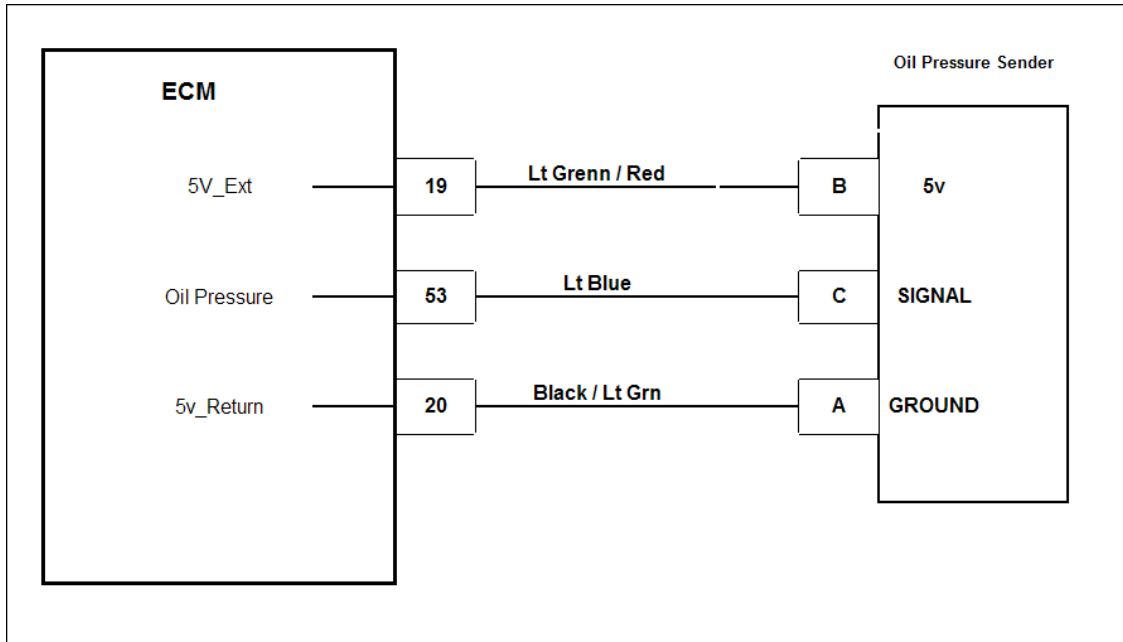 Oil Pressure Sender
ECM
5V_Ext
19
Lt Grenn / Red
B
5v
Oil Pressure
53
Lt Blue
C
SIGNAL
5v_Return
20
Black / Lt Grn
A
GROUND